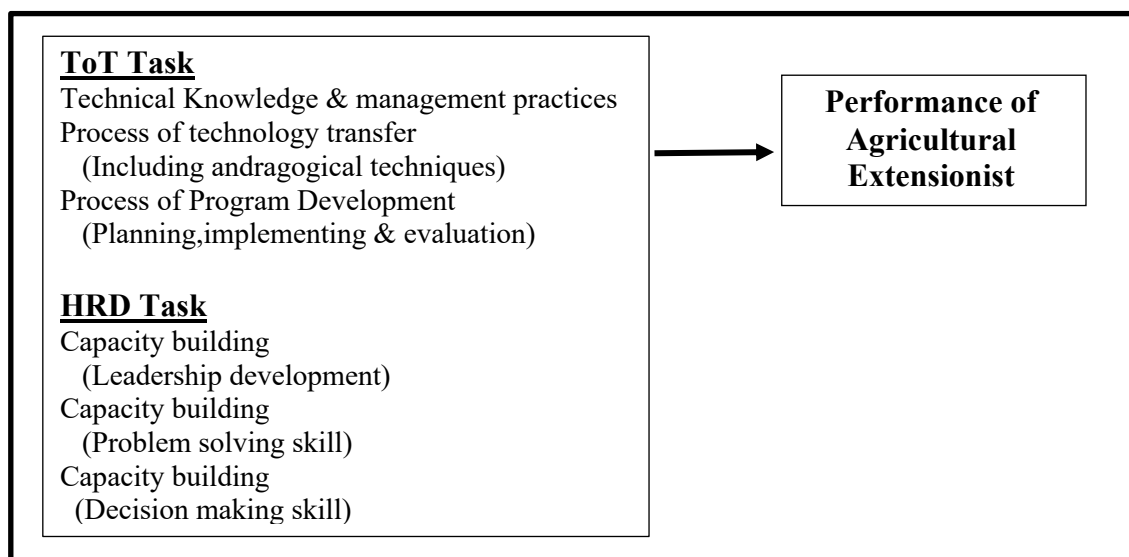 ToT Task
Technical Knowledge & management practices
Process of technology transfer
(Including andragogical techniques)
Process of Program Development
(Planning,implementing & evaluation)
HRD Task
Capacity building
(Leadership development)
Capacity building
(Problem solving skill)
Capacity building
(Decision making skill)
Performance of
Agricultural
Extensionist